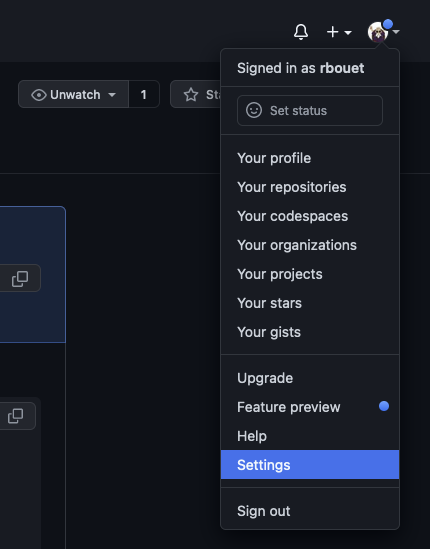 Signed in as rbouet
Unwatch 1
Set status
Your profile
Your repositories
Your codespaces
Your organizations
Your projects
Your stars
Your gists
Upgrade
Feature preview
Help
Settings
Sign out